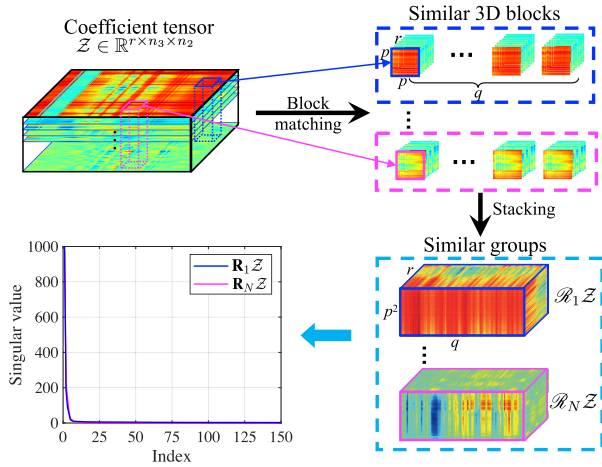 Coefficient tensor
𝒵 ∈ ℝ^{r×n₃×n₂}
Similar 3D blocks
r
p
p
...
q
Block
matching
...
Stacking
Similar groups
r
p²
q
ℛ₁𝒵
ℛ_N𝒵
Singular value
1000
800
600
400
200
0
0
25
50
75
100
125
150
Index
𝐑₁𝒵
𝐑_N𝒵